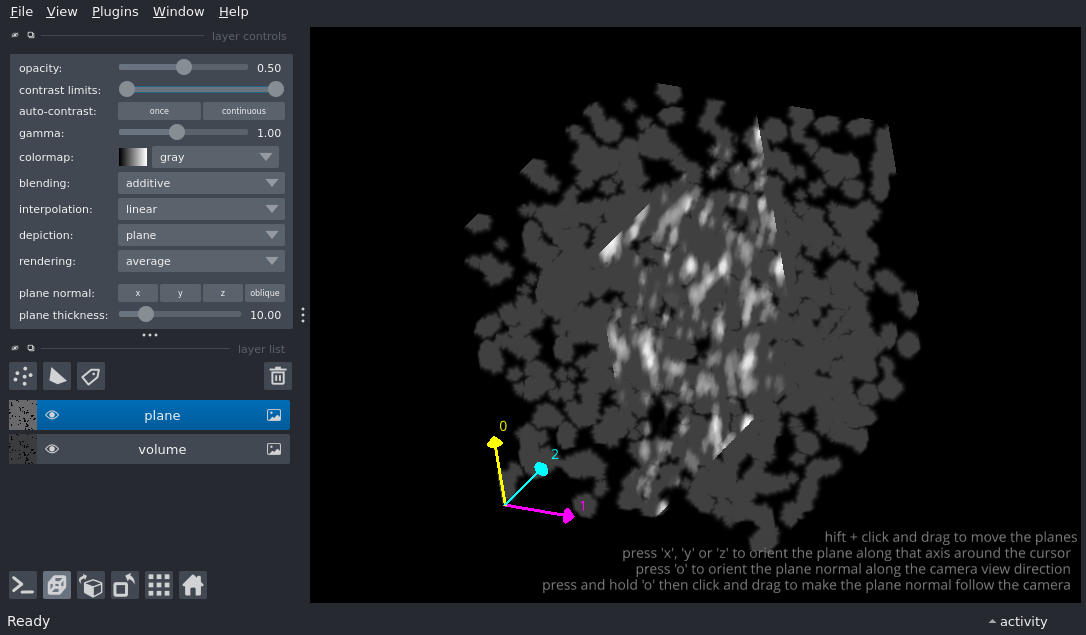 File View Plugins Window Help
layer controls
opacity: 0.50
contrast limits:
auto-contrast: once continuous
gamma: 1.00
colormap: gray
blending: additive
interpolation: linear
depiction: plane
rendering: average
plane normal: x y z oblique
plane thickness: 10.00
layer list
plane
volume
0
2
1
hift + click and drag to move the planes
press 'x', 'y' or 'z' to orient the plane along that axis around the cursor
press 'o' to orient the plane normal along the camera view direction
press and hold 'o' then click and drag to make the plane normal follow the camera
Ready
activity